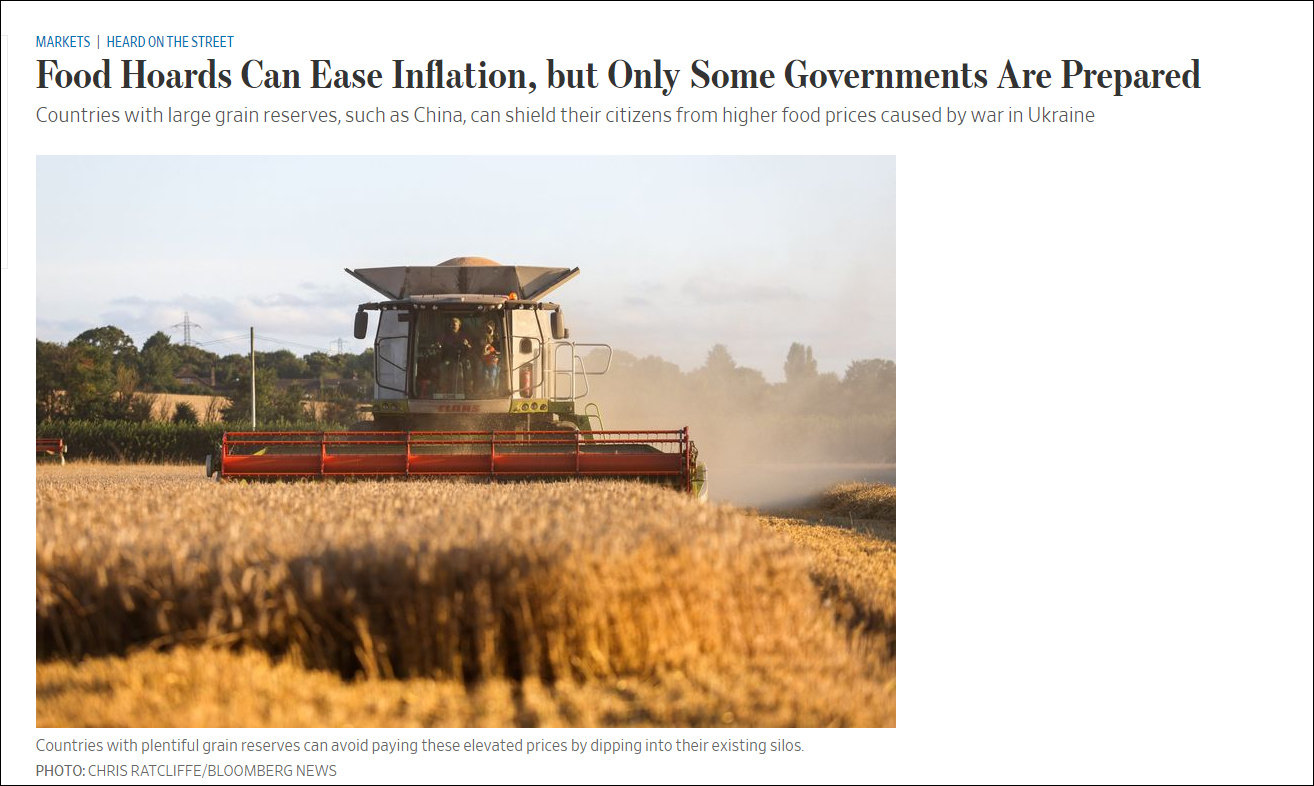 MARKETS | HEARD ON THE STREET
Food Hoards Can Ease Inflation, but Only Some Governments Are Prepared
Countries with large grain reserves, such as China, can shield their citizens from higher food prices caused by war in Ukraine
CLAAS
Countries with plentiful grain reserves can avoid paying these elevated prices by dipping into their existing silos.
PHOTO: CHRIS RATCLIFFE/BLOOMBERG NEWS